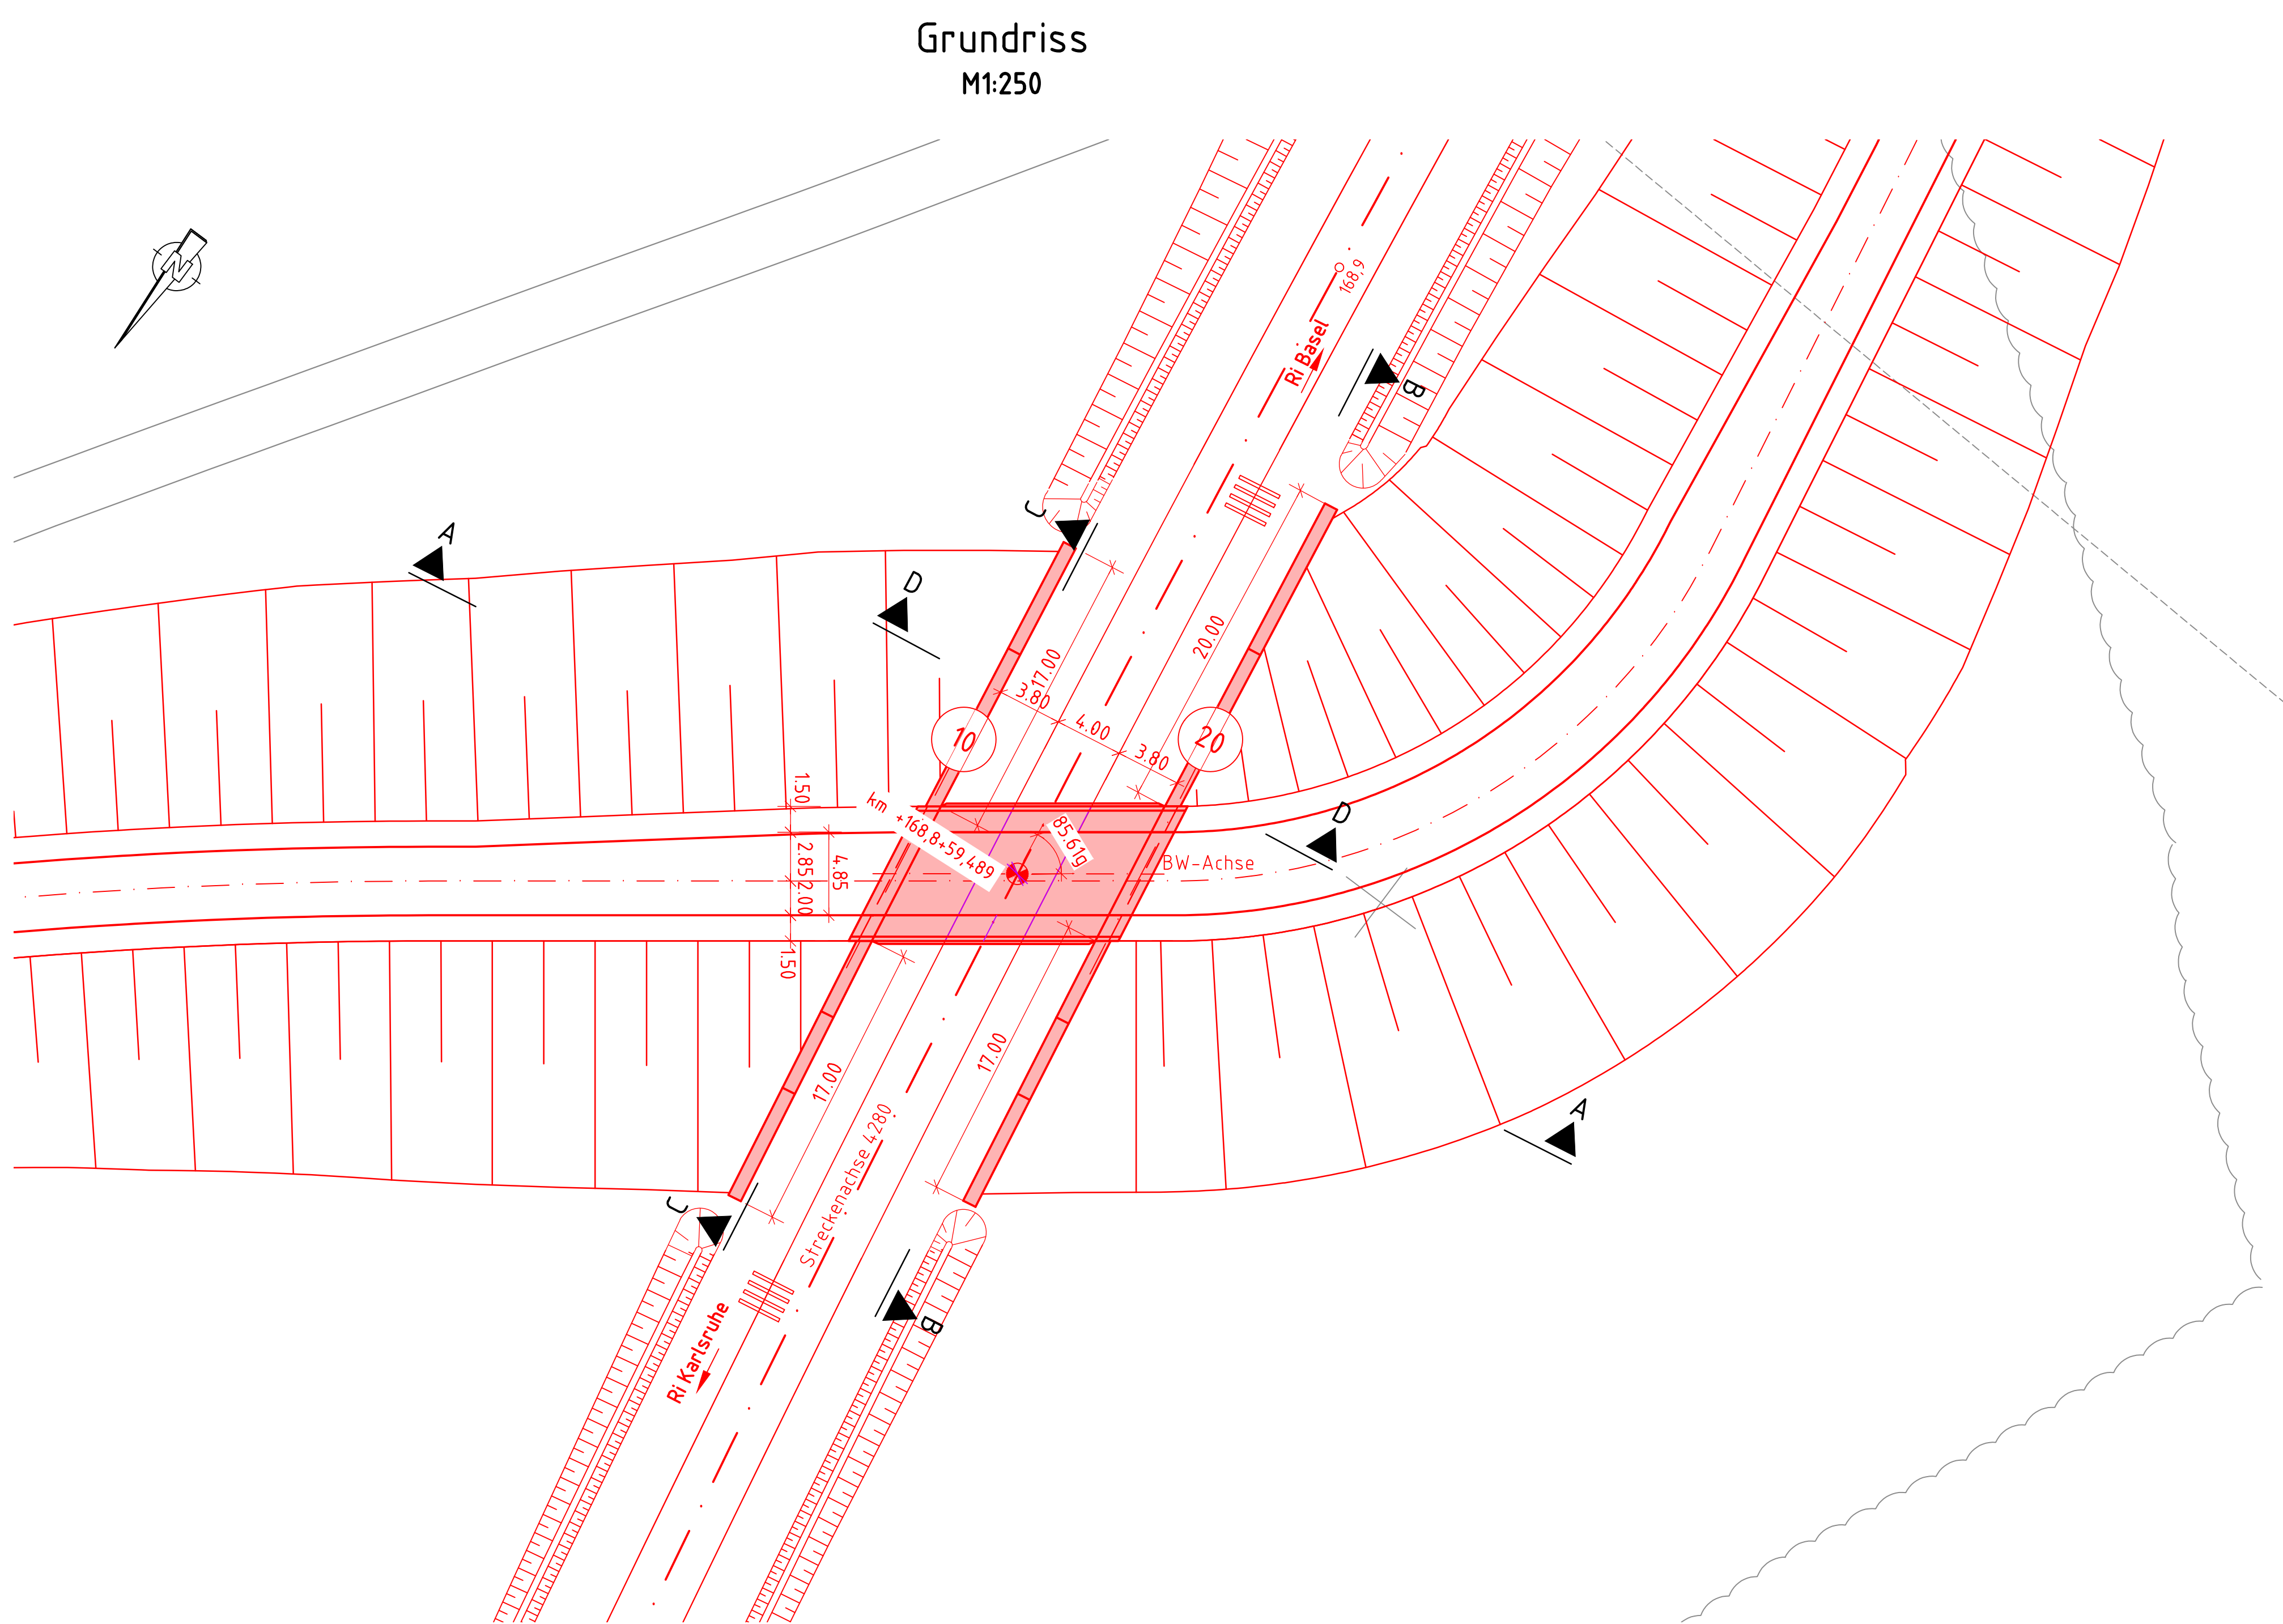 Grundriss
M1:250
N
168,9
Ri Basel
B
C
A
D
20.00
17.00
3.80
4.00
3.80
10
20
1.50
km +168,8+59,489
85.61g
D
BW-Achse
2.85
4.85
2.00
1.50
17.00
17.00
Streckenachse 4280
A
C
B
Ri Karlsruhe